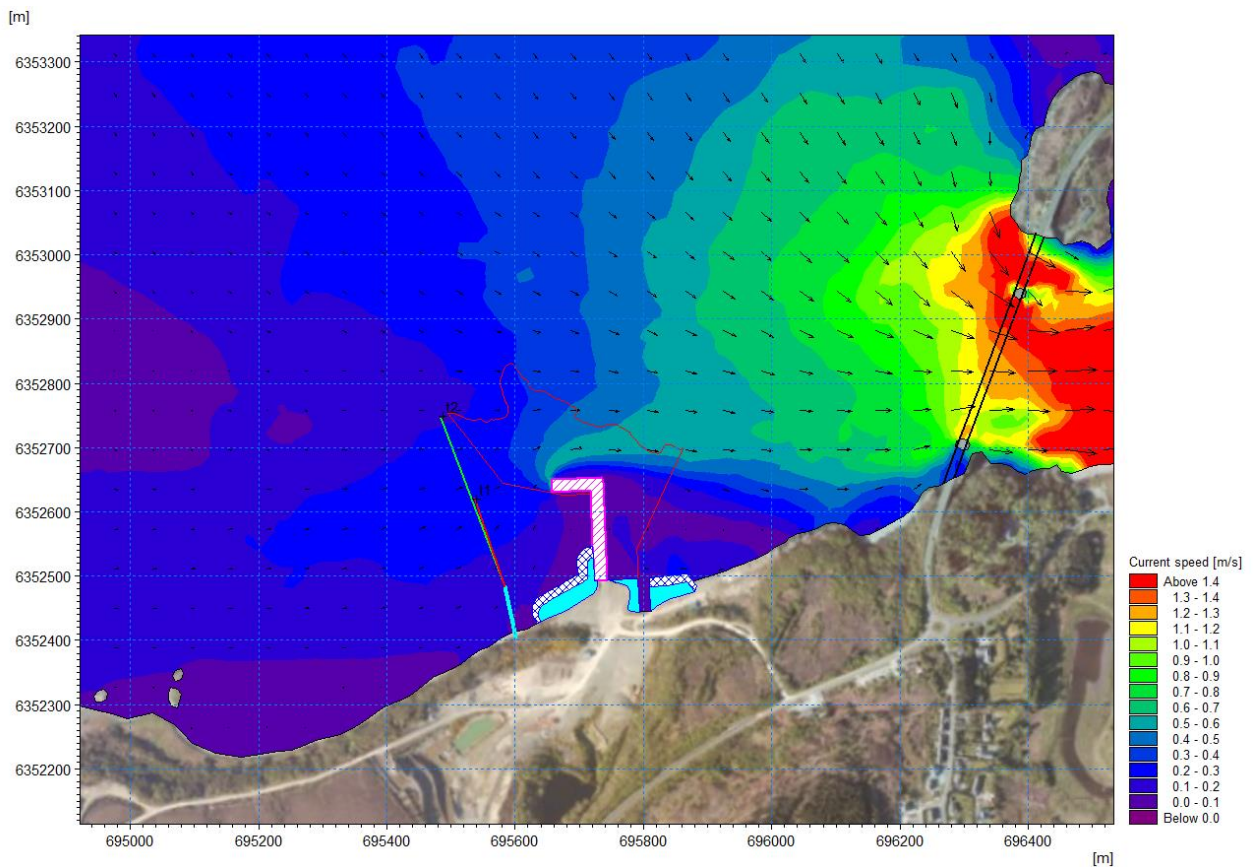 [m]
6353300
6353200
6353100
6353000
6352900
6352800
I2
6352700
I1
6352600
6352500
6352400
6352300
6352200
695000 695200 695400 695600 695800 696000 696200 696400
[m]
Current speed [m/s]
Above 1.4
1.3 - 1.4
1.2 - 1.3
1.1 - 1.2
1.0 - 1.1
0.9 - 1.0
0.8 - 0.9
0.7 - 0.8
0.6 - 0.7
0.5 - 0.6
0.4 - 0.5
0.3 - 0.4
0.2 - 0.3
0.1 - 0.2
0.0 - 0.1
Below 0.0